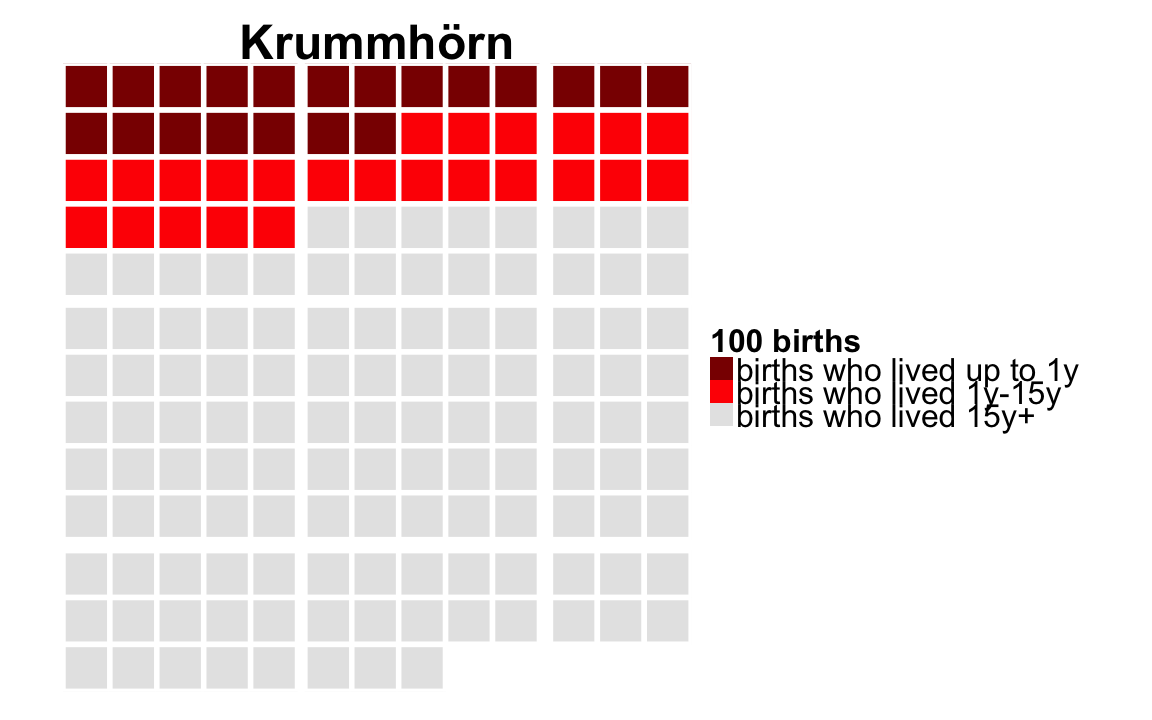 Krummhörn
100 births
births who lived up to 1y
births who lived 1y-15y
births who lived 15y+